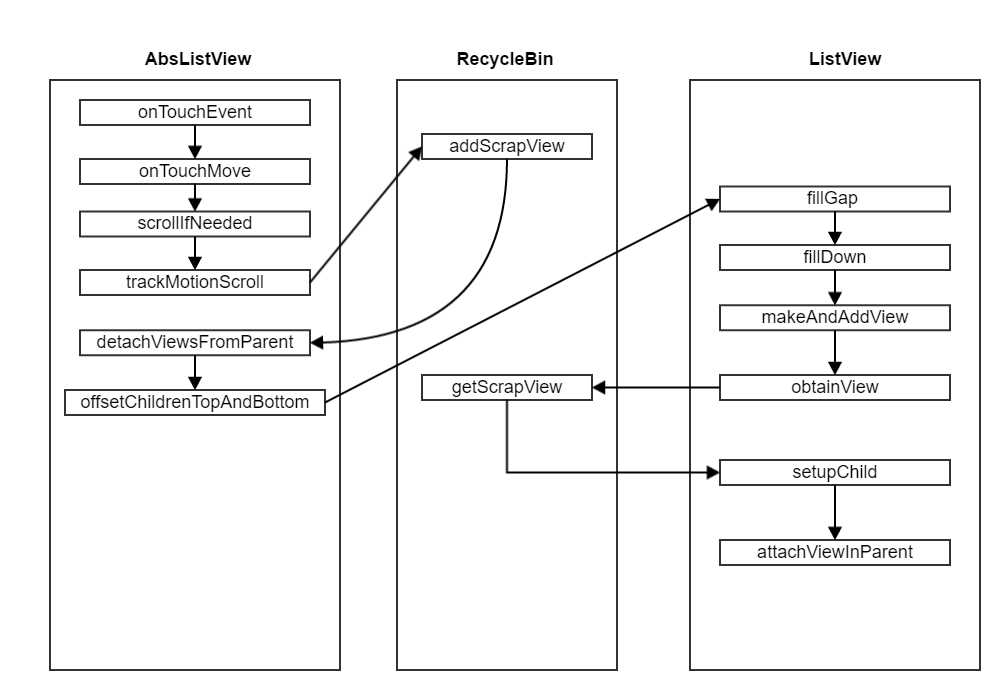 AbsListView
onTouchEvent
onTouchMove
scrollIfNeeded
trackMotionScroll
detachViewsFromParent
offsetChildrenTopAndBottom
RecycleBin
addScrapView
getScrapView
ListView
fillGap
fillDown
makeAndAddView
obtainView
setupChild
attachViewInParent